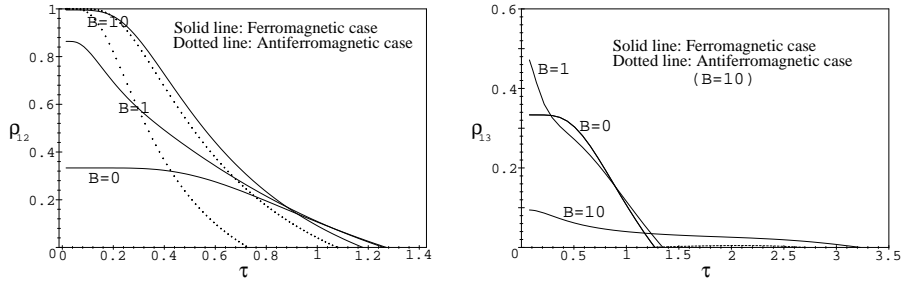 1
0.8
0.6
0.4
0.2
ρ12
B=10
B=1
B=0
Solid line: Ferromagnetic case
Dotted line: Antiferromagnetic case
0 0.2 0.4 0.6 0.8 1 1.2 1.4
τ
0.6
0.4
0.2
0
ρ13
B=1
B=0
B=10
Solid line: Ferromagnetic case
Dotted line: Antiferromagnetic case
(B=10)
0 0.5 1 1.5 2 2.5 3 3.5
τ